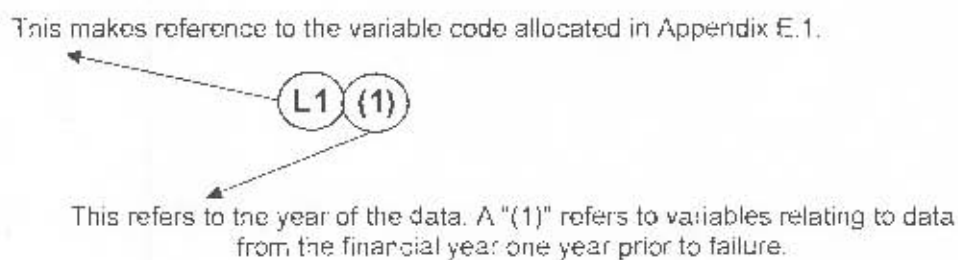 This makes reference to the variable code allocated in Appendix E.1.
L1 (1)
This refers to the year of the data. A "(1)" refers to variables relating to data
from the financial year one year prior to failure.